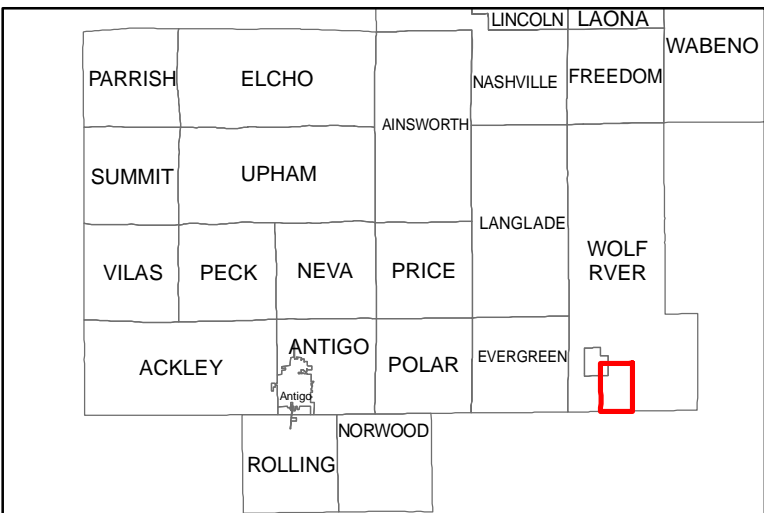 LINCOLN
LAONA
WABENO
PARRISH
ELCHO
NASHVILLE
FREEDOM
AINSWORTH
SUMMIT
UPHAM
LANGLADE
WOLF
RVER
VILAS
PECK
NEVA
PRICE
ANTIGO
EVERGREEN
ACKLEY
POLAR
Antigo
NORWOOD
ROLLING